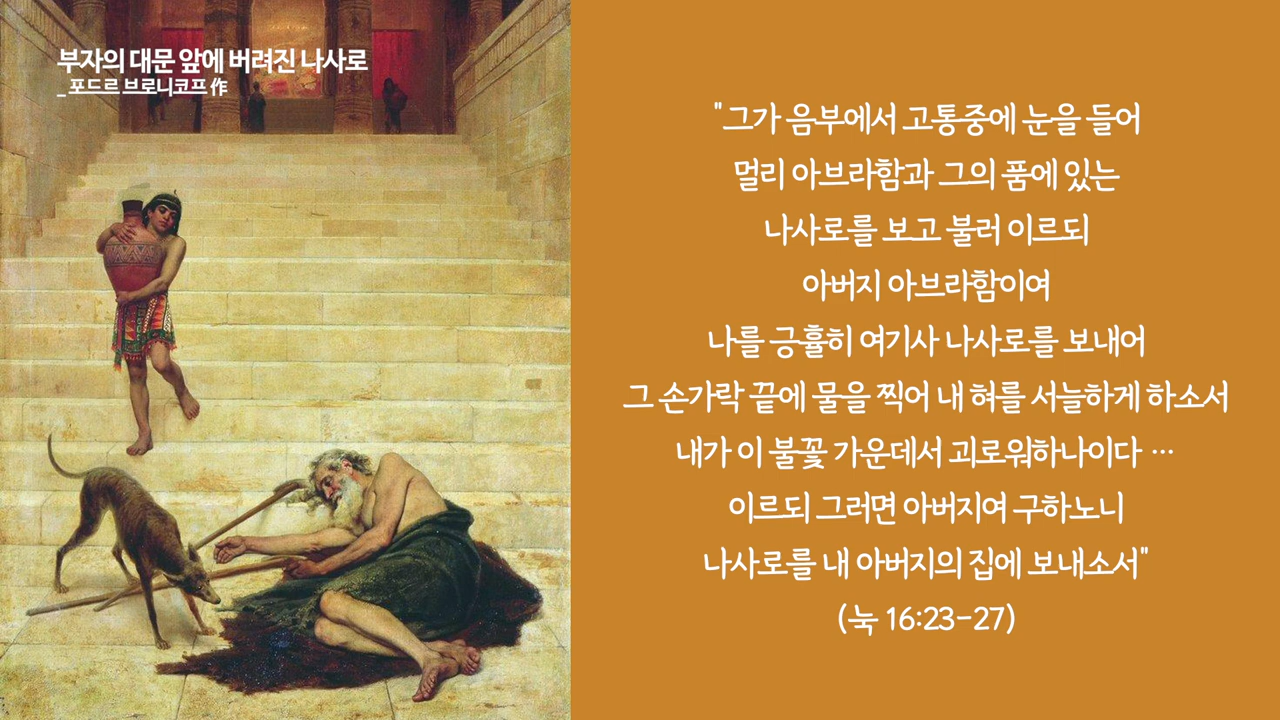 부자의 대문 앞에 버려진 나사로
_ 포드르 브로니코프 作
"그가 음부에서 고통중에 눈을 들어
멀리 아브라함과 그의 품에 있는
나사로를 보고 불러 이르되
아버지 아브라함이여
나를 긍휼히 여기사 나사로를 보내어
그 손가락 끝에 물을 찍어 내 혀를 서늘하게 하소서
내가 이 불꽃 가운데서 괴로워하나이다 …
이르되 그러면 아버지여 구하노니
나사로를 내 아버지의 집에 보내소서"
(눅 16:23-27)